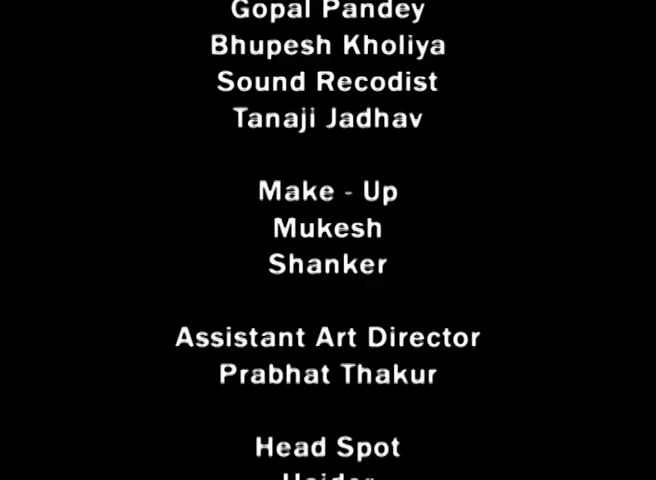 Gopal Pandey
Bhupesh Kholiya
Sound Recodist
Tanaji Jadhav
Make - Up
Mukesh
Shanker
Assistant Art Director
Prabhat Thakur
Head Spot
Haider